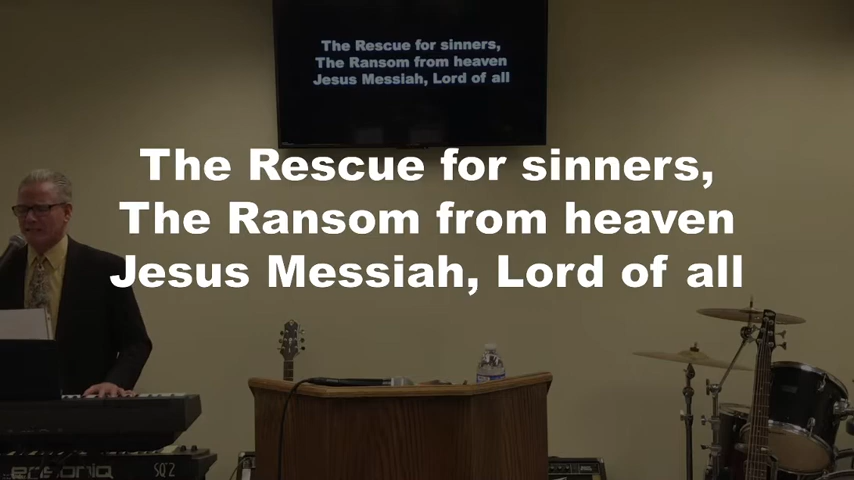 The Rescue for sinners,
The Ransom from heaven
Jesus Messiah, Lord of all
The Rescue for sinners,
The Ransom from heaven
Jesus Messiah, Lord of all
ensoniq SQ2